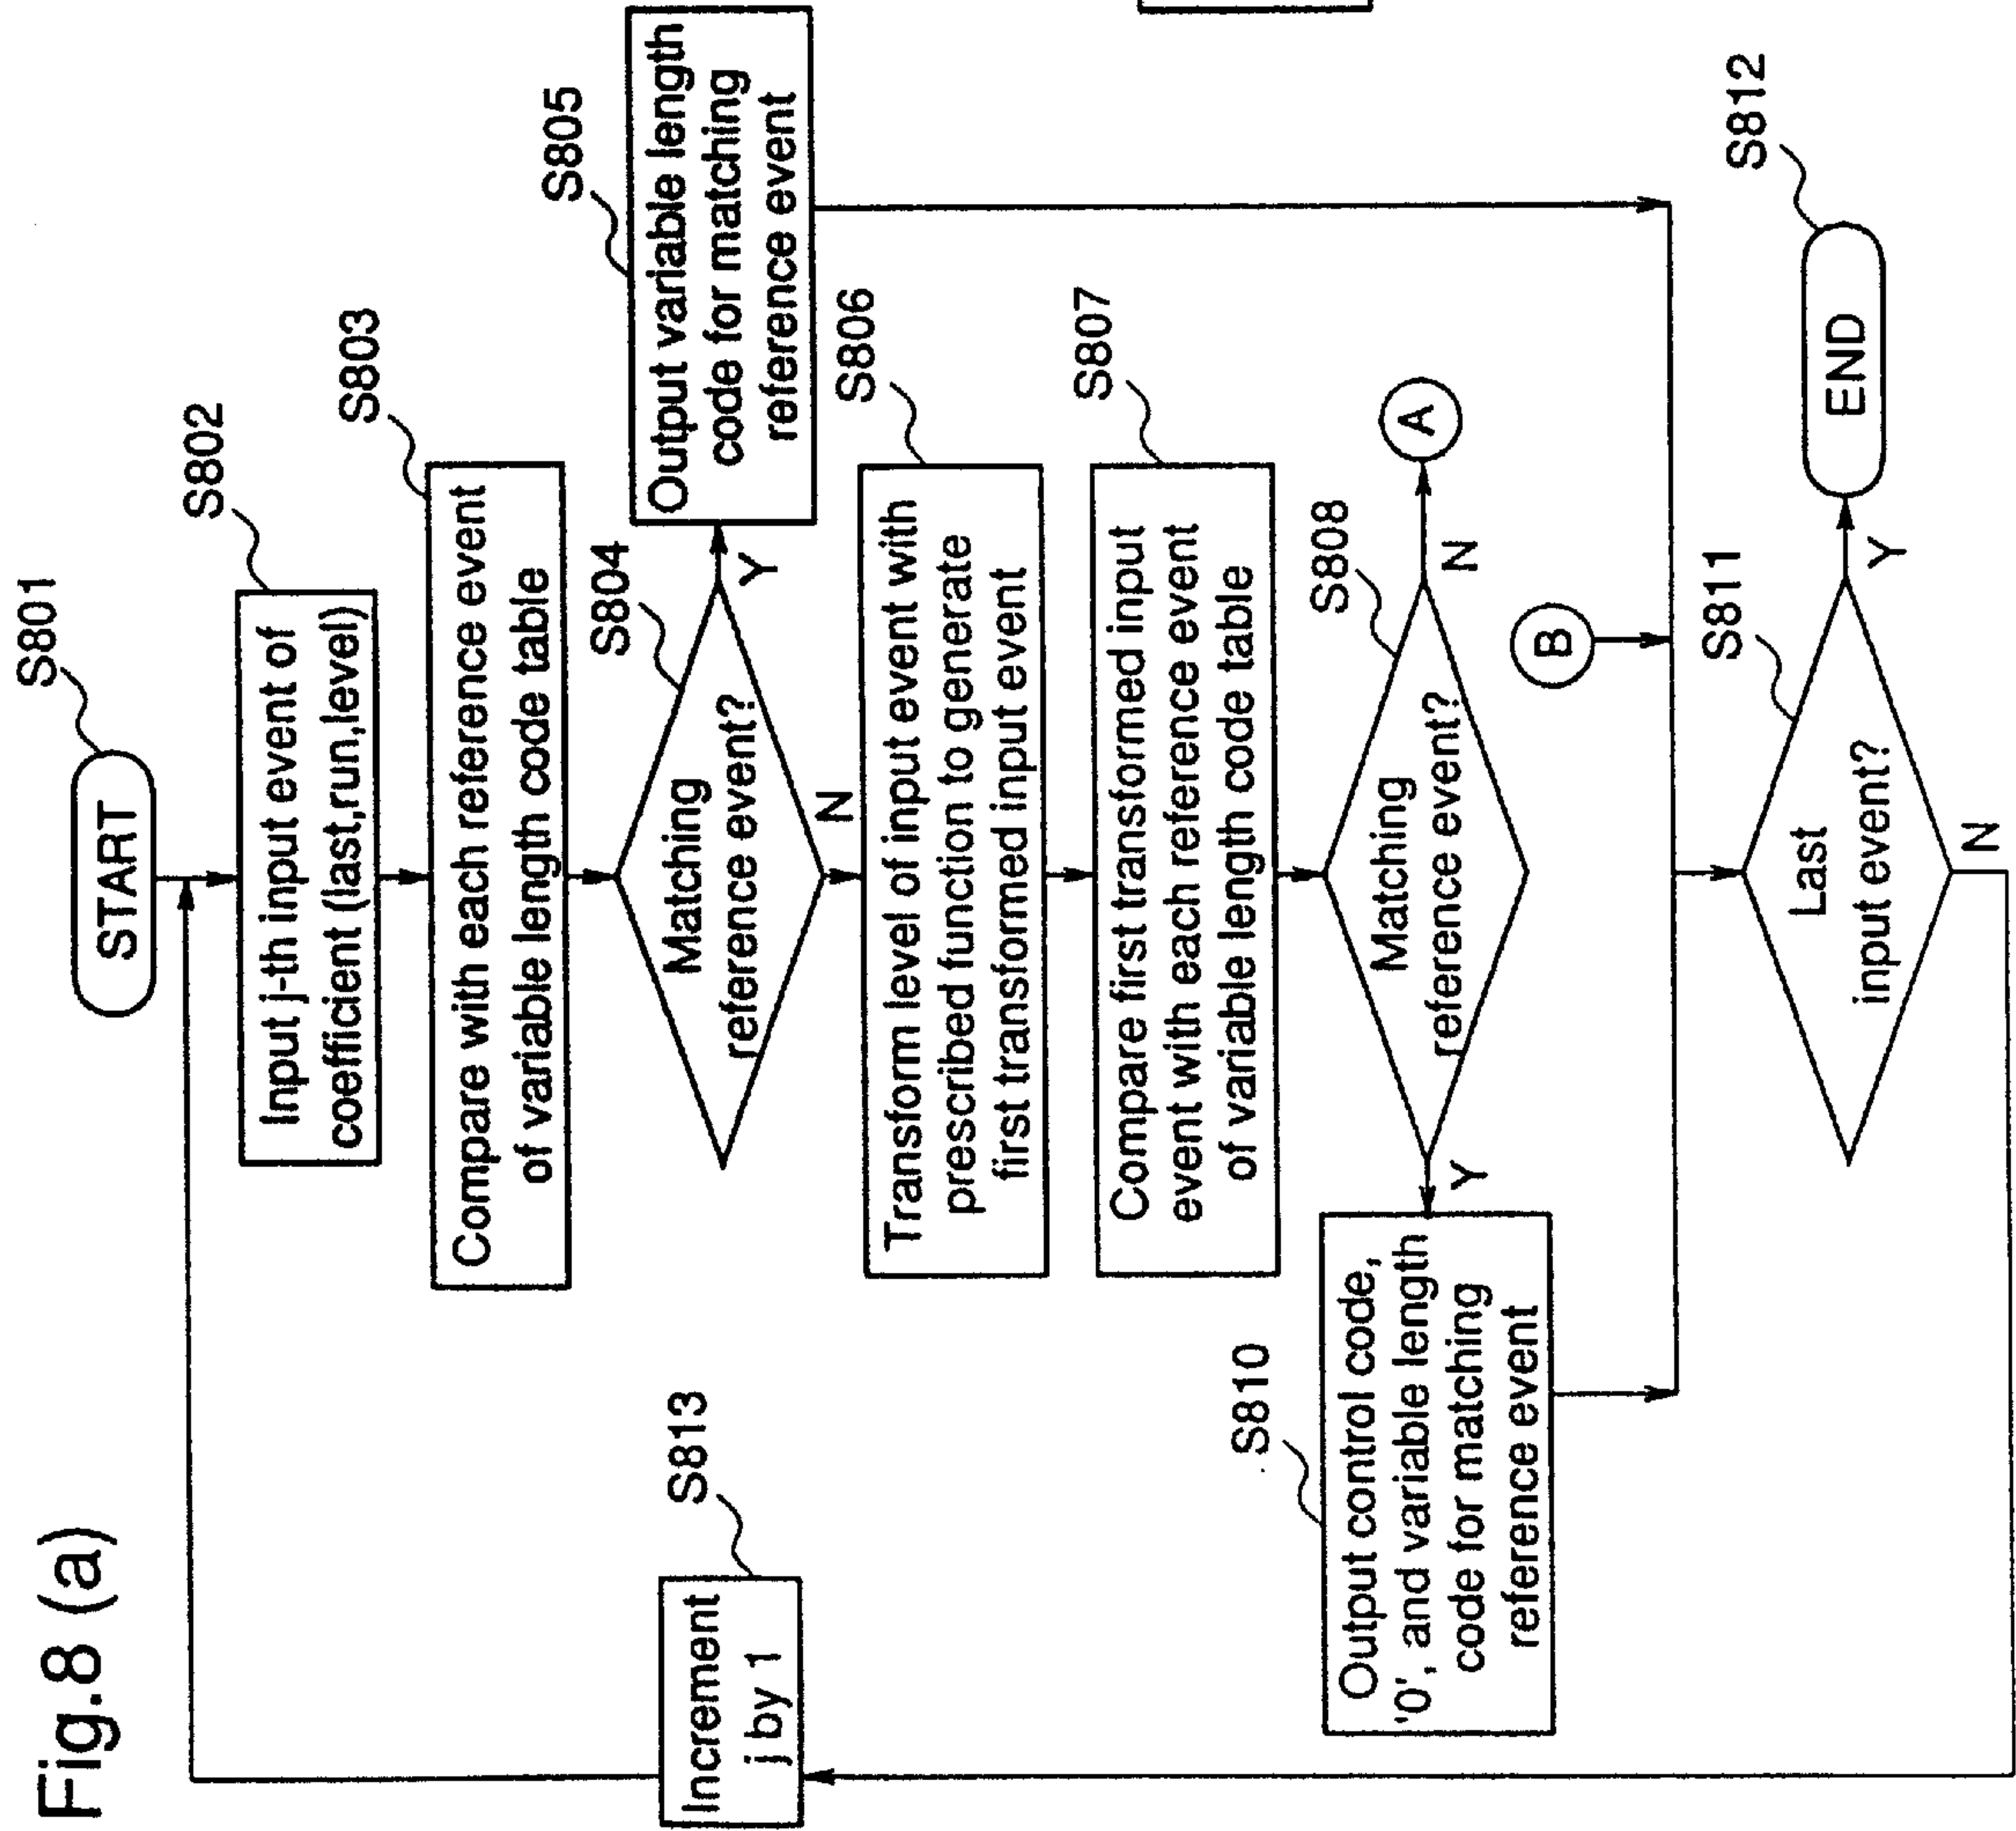 Fig.8 (a)
START
S801
Input j-th input event of
coefficient (last,run,level)
S802
Compare with each reference event
of variable length code table
S803
Matching
reference event?
S804
Y
N
Output variable length
code for matching
reference event
S805
Transform level of input event with
prescribed function to generate
first transformed input event
S806
Compare first transformed input
event with each reference event
of variable length code table
S807
Matching
reference event?
S808
Y
N
A
Output control code,
'0', and variable length
code for matching
reference event
S810
B
Last
input event?
S811
Y
N
END
S812
Increment
j by 1
S813